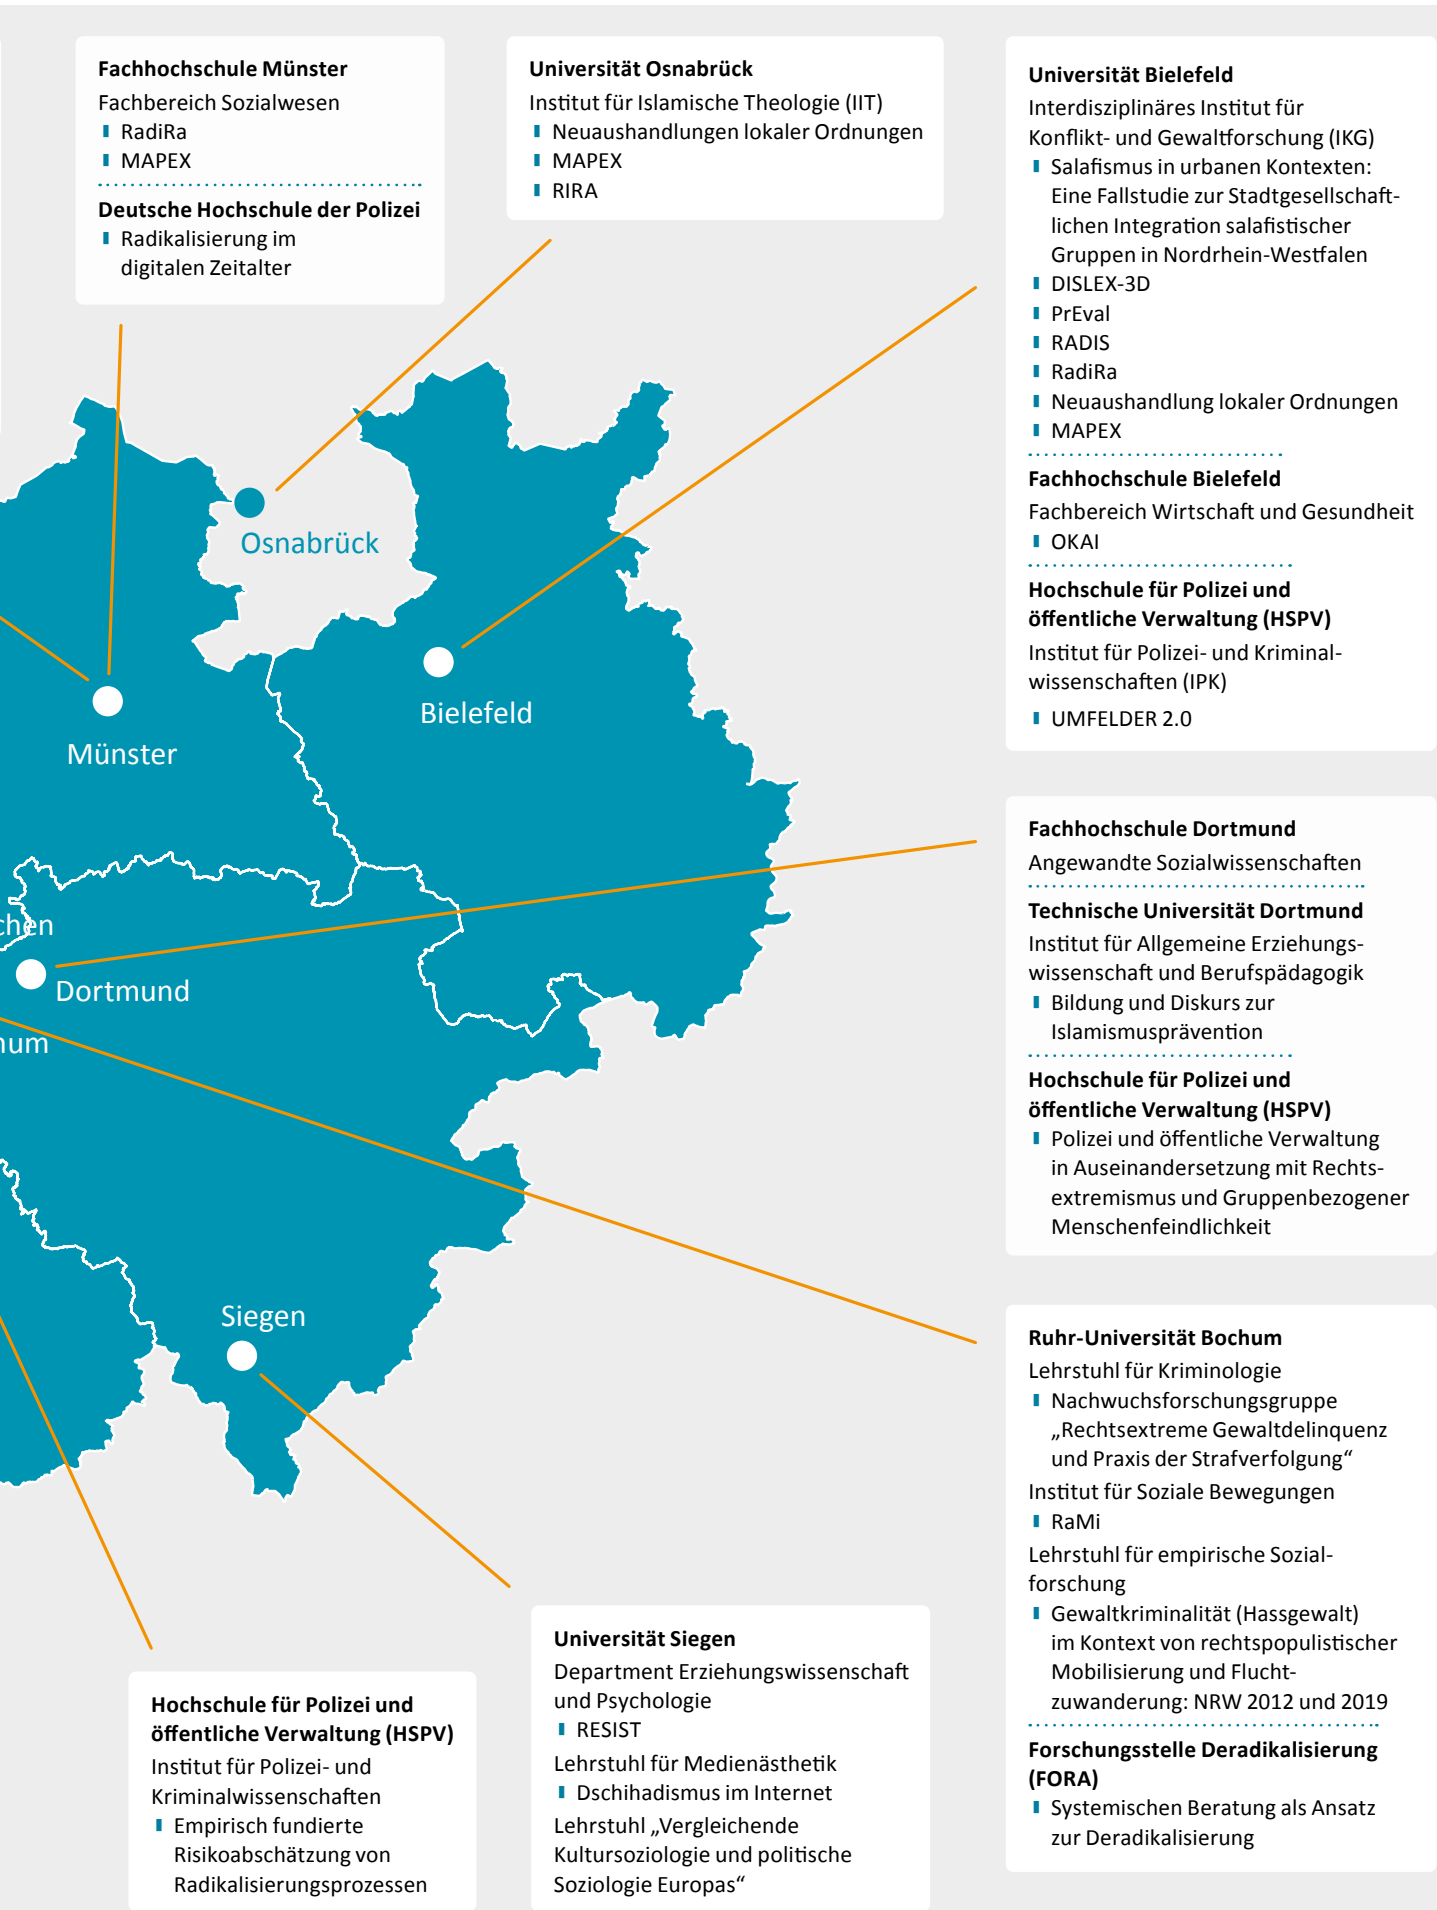 Fachhochschule Münster
Fachbereich Sozialwesen
RadiRa
MAPEX
Deutsche Hochschule der Polizei
Radikalisierung im
digitalen Zeitalter
Universität Osnabrück
Institut für Islamische Theologie (IIT)
Neuaushandlungen lokaler Ordnungen
MAPEX
RIRA
Universität Bielefeld
Interdisziplinäres Institut für
Konflikt- und Gewaltforschung (IKG)
Salafismus in urbanen Kontexten:
Eine Fallstudie zur Stadtgesellschaft-
lichen Integration salafistischer
Gruppen in Nordrhein-Westfalen
DISLEX-3D
PrEval
RADIS
RadiRa
Neuaushandlung lokaler Ordnungen
MAPEX
Fachhochschule Bielefeld
Fachbereich Wirtschaft und Gesundheit
OKAI
Hochschule für Polizei und
öffentliche Verwaltung (HSPV)
Institut für Polizei- und Kriminal-
wissenschaften (IPK)
UMFELDER 2.0
Osnabrück
Bielefeld
Münster
chen
Dortmund
hum
Siegen
Fachhochschule Dortmund
Angewandte Sozialwissenschaften
Technische Universität Dortmund
Institut für Allgemeine Erziehungs-
wissenschaft und Berufspädagogik
Bildung und Diskurs zur
Islamismusprävention
Hochschule für Polizei und
öffentliche Verwaltung (HSPV)
Polizei und öffentliche Verwaltung
in Auseinandersetzung mit Rechts-
extremismus und Gruppenbezogener
Menschenfeindlichkeit
Ruhr-Universität Bochum
Lehrstuhl für Kriminologie
Nachwuchsforschungsgruppe
„Rechtsextreme Gewaltdelinquenz
und Praxis der Strafverfolgung“
Institut für Soziale Bewegungen
RaMi
Lehrstuhl für empirische Sozial-
forschung
Gewaltkriminalität (Hassgewalt)
im Kontext von rechtspopulistischer
Mobilisierung und Flucht-
zuwanderung: NRW 2012 und 2019
Forschungsstelle Deradikalisierung
(FORA)
Systemischen Beratung als Ansatz
zur Deradikalisierung
Hochschule für Polizei und
öffentliche Verwaltung (HSPV)
Institut für Polizei- und
Kriminalwissenschaften
Empirisch fundierte
Risikoabschätzung von
Radikalisierungsprozessen
Universität Siegen
Department Erziehungswissenschaft
und Psychologie
RESIST
Lehrstuhl für Medienästhetik
Dschihadismus im Internet
Lehrstuhl „Vergleichende
Kultursoziologie und politische
Soziologie Europas“